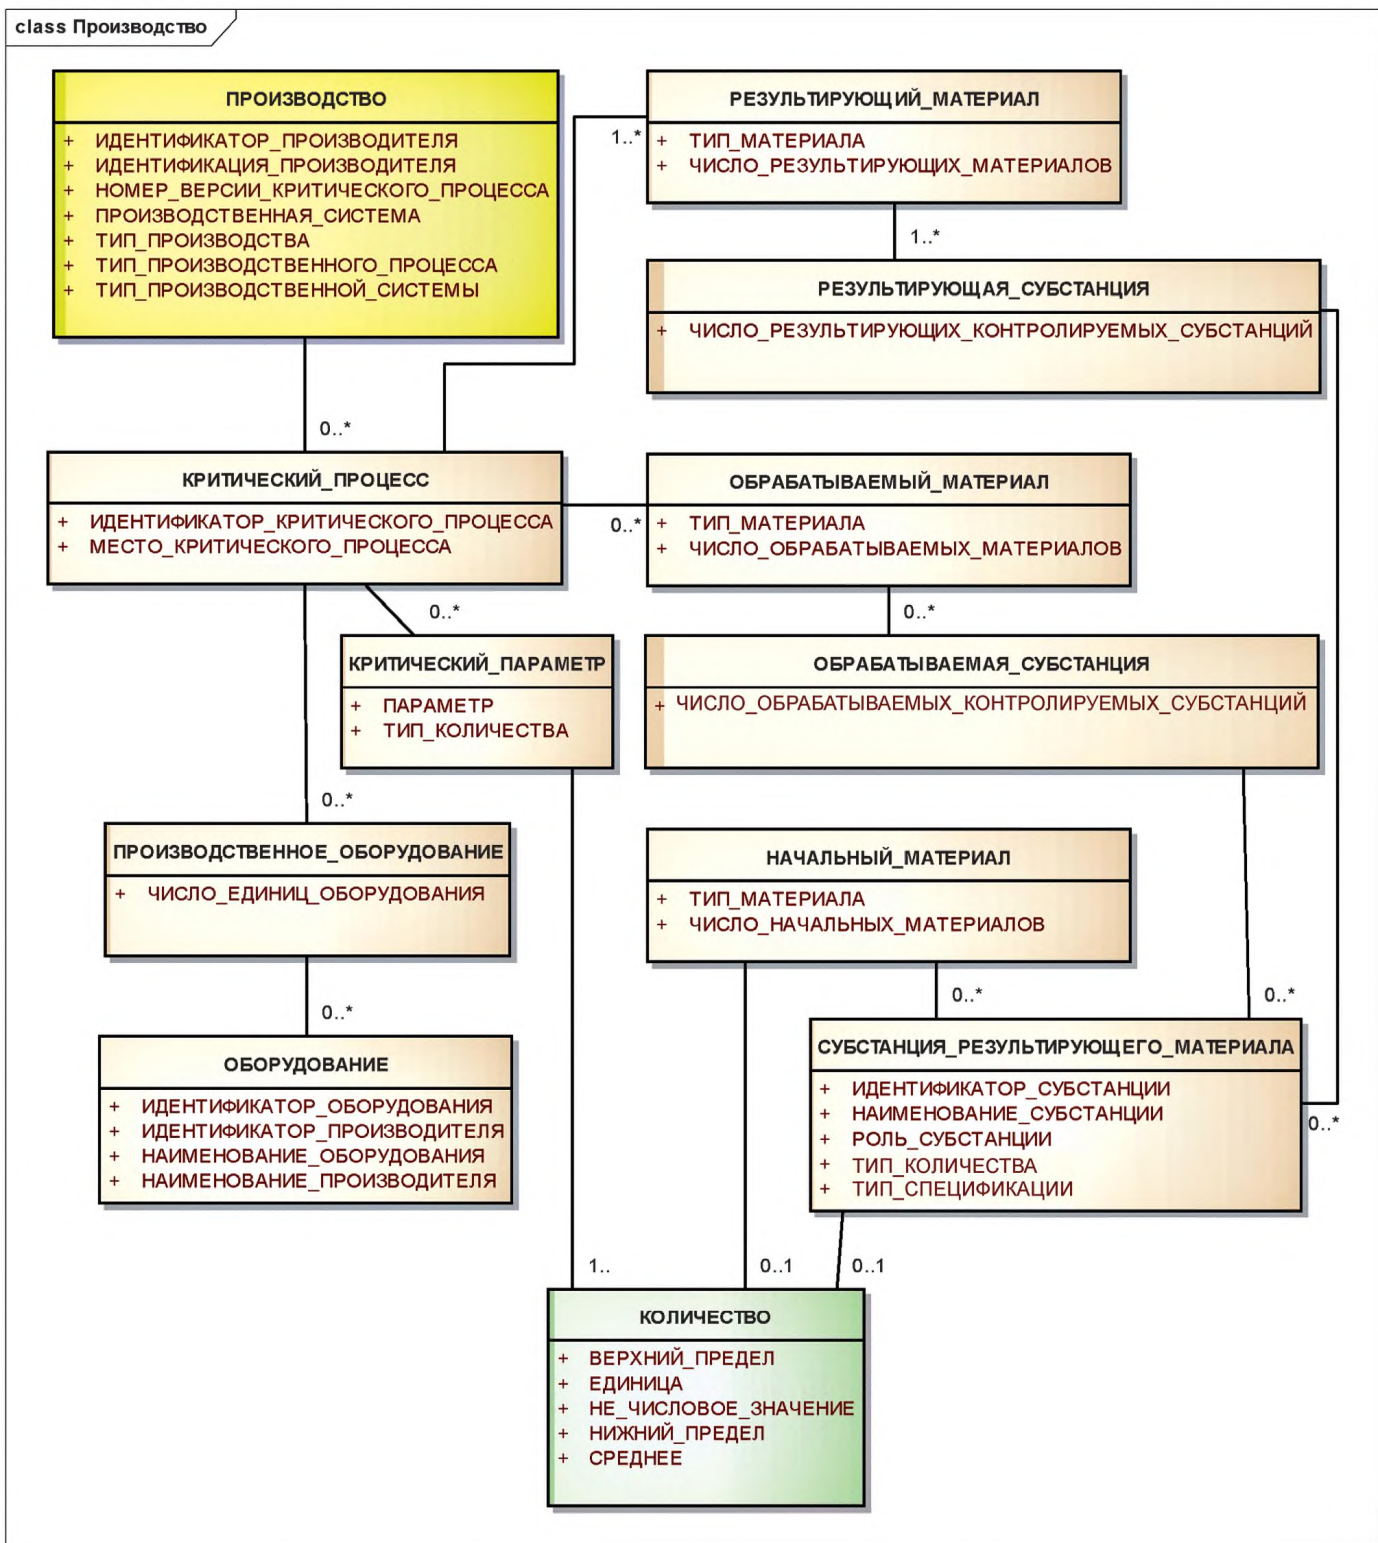 class Производство
ПРОИЗВОДСТВО
+ ИДЕНТИФИКАТОР_ПРОИЗВОДИТЕЛЯ
+ ИДЕНТИФИКАЦИЯ_ПРОИЗВОДИТЕЛЯ
+ НОМЕР_ВЕРСИИ_КРИТИЧЕСКОГО_ПРОЦЕССА
+ ПРОИЗВОДСТВЕННАЯ_СИСТЕМА
+ ТИП_ПРОИЗВОДСТВА
+ ТИП_ПРОИЗВОДСТВЕННОГО_ПРОЦЕССА
+ ТИП_ПРОИЗВОДСТВЕННОЙ_СИСТЕМЫ
РЕЗУЛЬТИРУЮЩИЙ_МАТЕРИАЛ
1..*
+ ТИП_МАТЕРИАЛА
+ ЧИСЛО_РЕЗУЛЬТИРУЮЩИХ_МАТЕРИАЛОВ
1..*
РЕЗУЛЬТИРУЮЩАЯ_СУБСТАНЦИЯ
+ ЧИСЛО_РЕЗУЛЬТИРУЮЩИХ_КОНТРОЛИРУЕМЫХ_СУБСТАНЦИЙ
0..*
КРИТИЧЕСКИЙ_ПРОЦЕСС
+ ИДЕНТИФИКАТОР_КРИТИЧЕСКОГО_ПРОЦЕССА
+ МЕСТО_КРИТИЧЕСКОГО_ПРОЦЕССА
ОБРАБАТЫВАЕМЫЙ_МАТЕРИАЛ
0..*
+ ТИП_МАТЕРИАЛА
+ ЧИСЛО_ОБРАБАТЫВАЕМЫХ_МАТЕРИАЛОВ
0..*
0..*
КРИТИЧЕСКИЙ_ПАРАМЕТР
+ ПАРАМЕТР
+ ТИП_КОЛИЧЕСТВА
ОБРАБАТЫВАЕМАЯ_СУБСТАНЦИЯ
+ ЧИСЛО_ОБРАБАТЫВАЕМЫХ_КОНТРОЛИРУЕМЫХ_СУБСТАНЦИЙ
0..*
ПРОИЗВОДСТВЕННОЕ_ОБОРУДОВАНИЕ
+ ЧИСЛО_ЕДИНИЦ_ОБОРУДОВАНИЯ
НАЧАЛЬНЫЙ_МАТЕРИАЛ
+ ТИП_МАТЕРИАЛА
+ ЧИСЛО_НАЧАЛЬНЫХ_МАТЕРИАЛОВ
0..*
0..*
0..*
ОБОРУДОВАНИЕ
+ ИДЕНТИФИКАТОР_ОБОРУДОВАНИЯ
+ ИДЕНТИФИКАТОР_ПРОИЗВОДИТЕЛЯ
+ НАИМЕНОВАНИЕ_ОБОРУДОВАНИЯ
+ НАИМЕНОВАНИЕ_ПРОИЗВОДИТЕЛЯ
СУБСТАНЦИЯ_РЕЗУЛЬТИРУЮЩЕГО_МАТЕРИАЛА
+ ИДЕНТИФИКАТОР_СУБСТАНЦИИ
+ НАИМЕНОВАНИЕ_СУБСТАНЦИИ
+ РОЛЬ_СУБСТАНЦИИ
+ ТИП_КОЛИЧЕСТВА
+ ТИП_СПЕЦИФИКАЦИИ
0..*
1..
0..1
0..1
КОЛИЧЕСТВО
+ ВЕРХНИЙ_ПРЕДЕЛ
+ ЕДИНИЦА
+ НЕ_ЧИСЛОВОЕ_ЗНАЧЕНИЕ
+ НИЖНИЙ_ПРЕДЕЛ
+ СРЕДНЕЕ